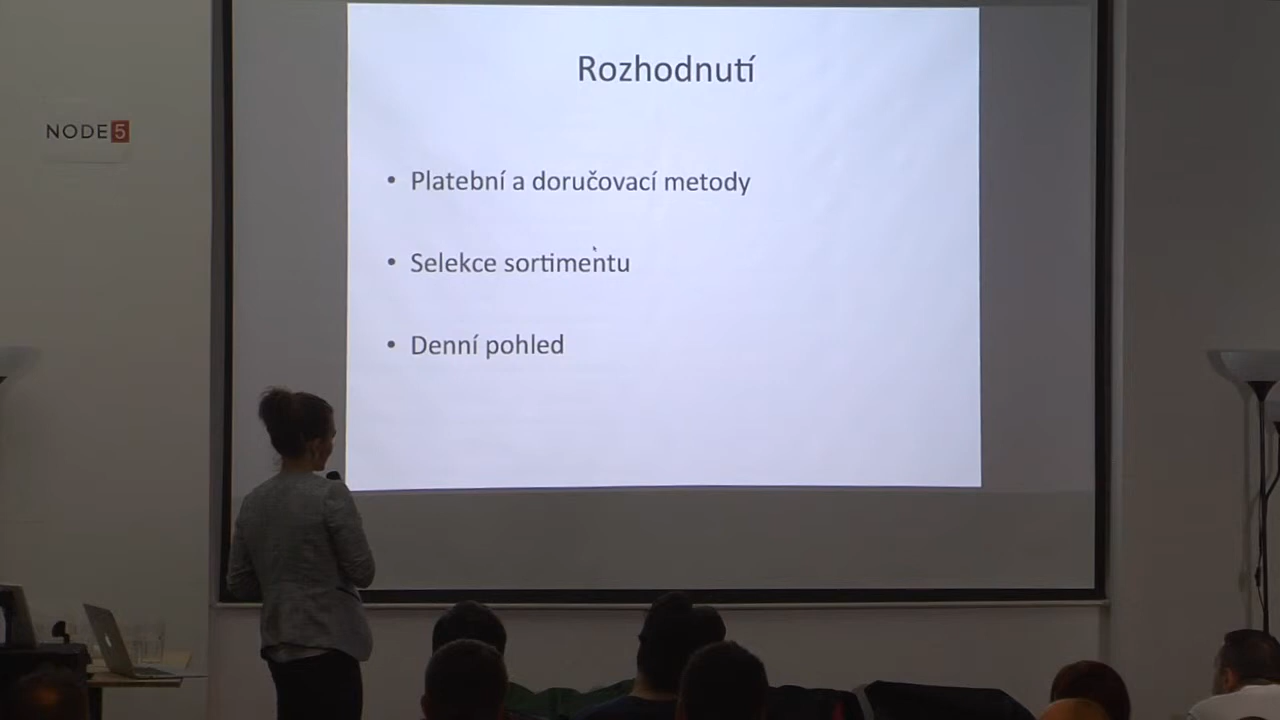 Rozhodnutí
NODE5
• Platební a doručovací metody
• Selekce sortimentu
• Denní pohled